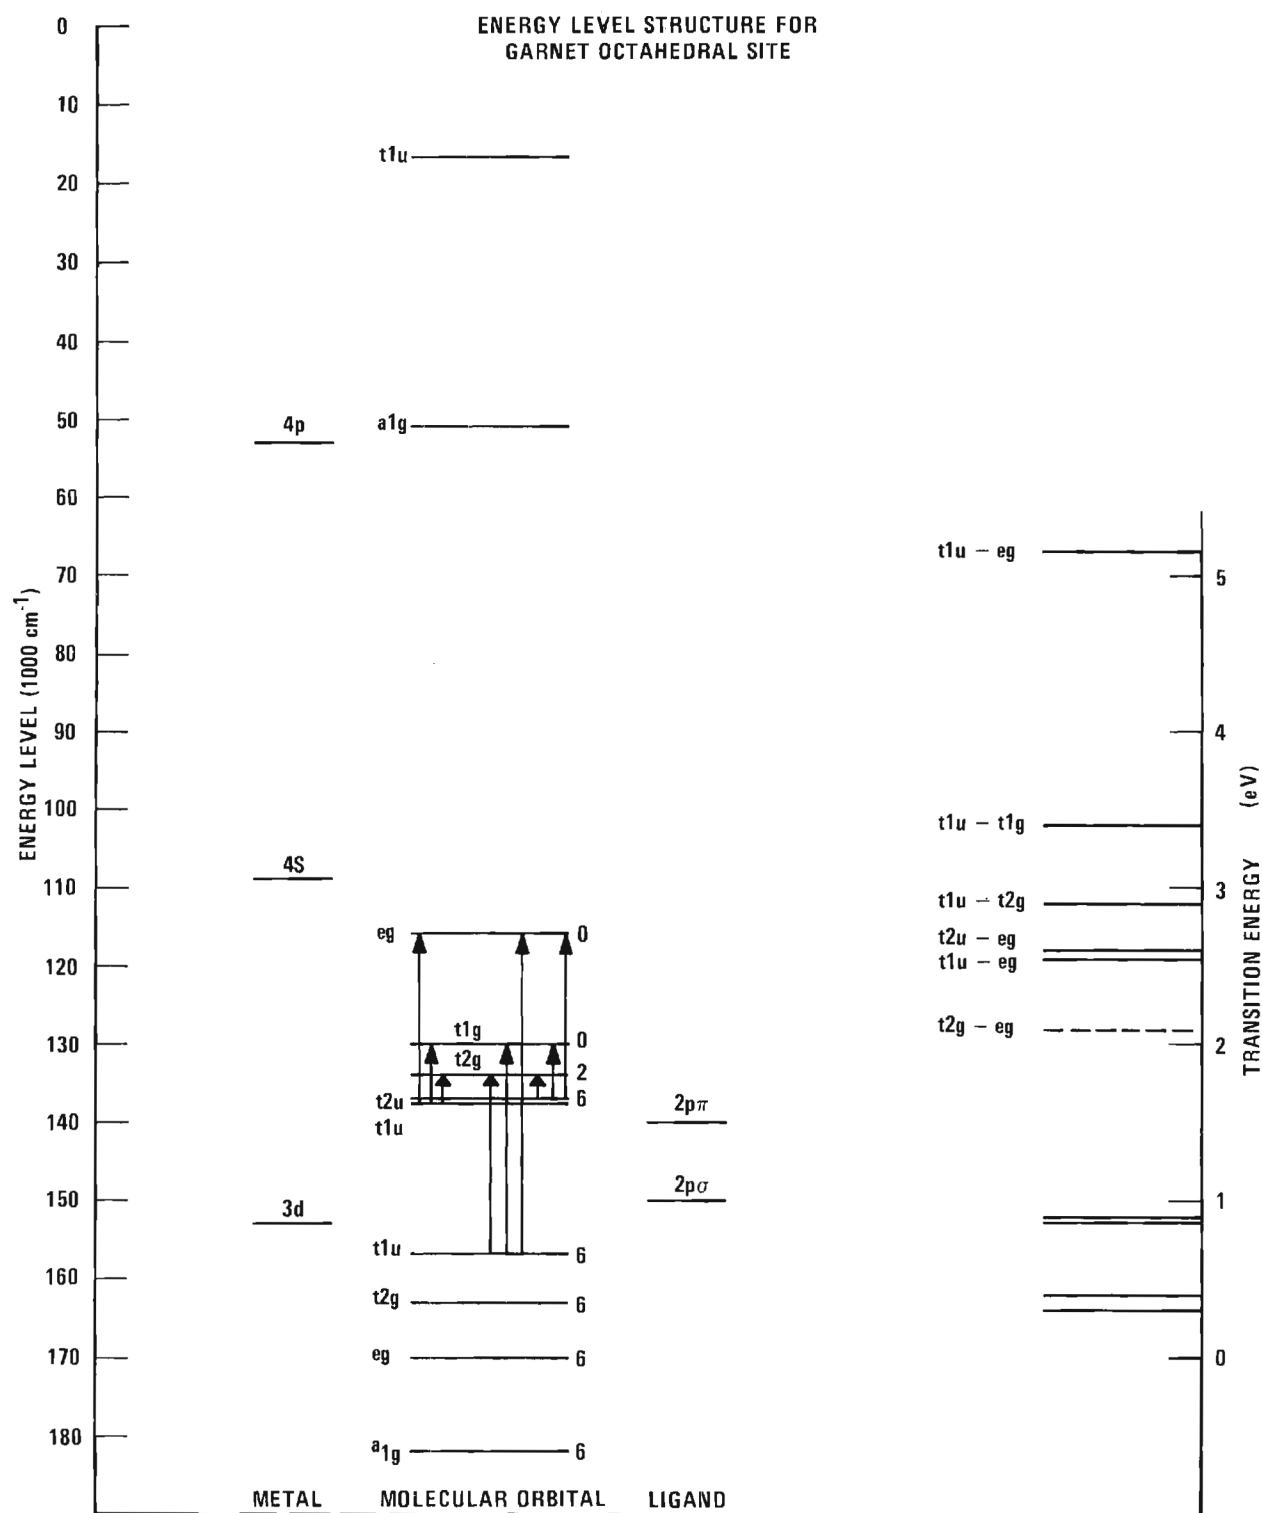 ENERGY LEVEL STRUCTURE FOR
GARNET OCTAHEDRAL SITE
ENERGY LEVEL (1000 cm⁻¹)
0
10
20
30
40
50
60
70
80
90
100
110
120
130
140
150
160
170
180
4p
4S
3d
METAL
t1u
a1g
eg
0
t1g
0
t2g
2
6
t2u
t1u
t1u
6
t2g
6
eg
6
a1g
6
MOLECULAR ORBITAL
2pπ
2pσ
LIGAND
t1u – eg
t1u – t1g
t1u – t2g
t2u – eg
t1u – eg
t2g – eg
5
4
3
2
1
0
TRANSITION ENERGY (eV)